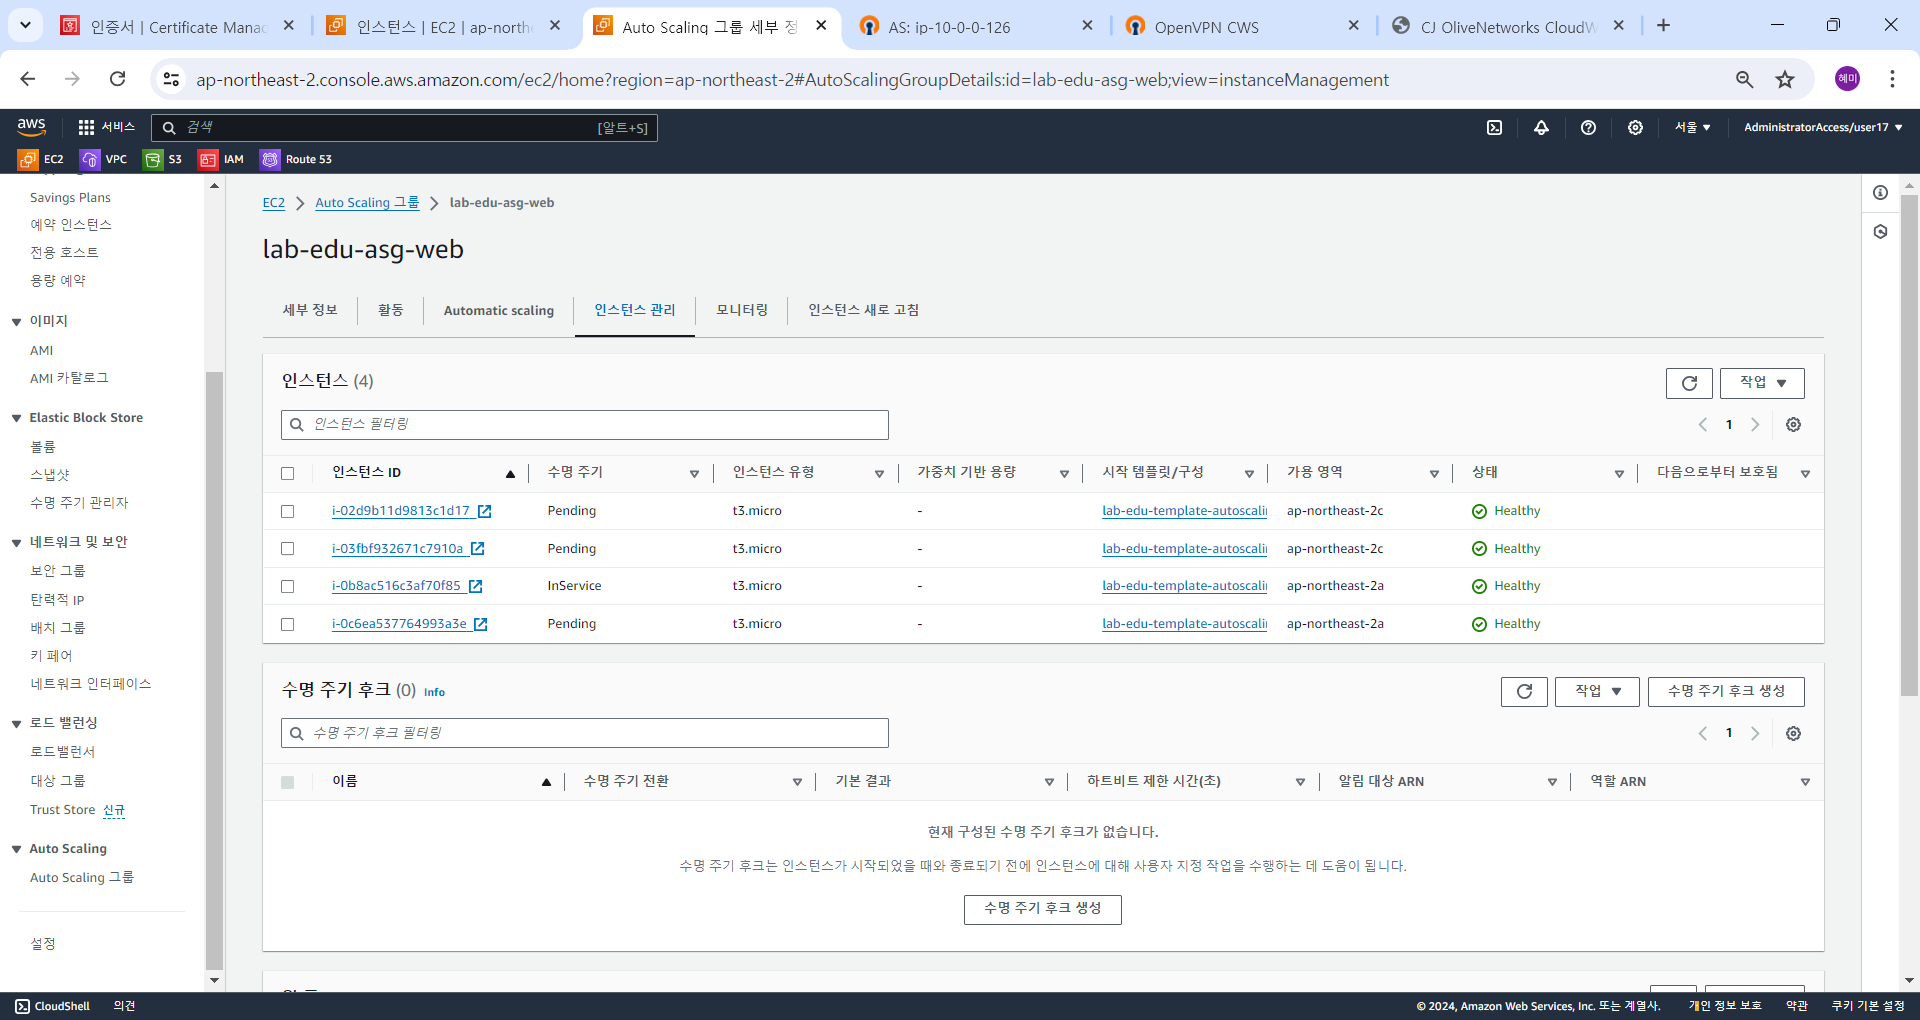 인증서 | Certificate Manac
인스턴스 | EC2 | ap-northe
Auto Scaling 그룹 세부 정
AS: ip-10-0-0-126
OpenVPN CWS
CJ OliveNetworks CloudW
ap-northeast-2.console.aws.amazon.com/ec2/home?region=ap-northeast-2#AutoScalingGroupDetails:id=lab-edu-asg-web;view=instanceManagement
혜미
aws
서비스
검색
[알트+S]
서울
AdministratorAccess/user17
EC2
VPC
S3
IAM
Route 53
Savings Plans
예약 인스턴스
전용 호스트
용량 예약
이미지
AMI
AMI 카탈로그
Elastic Block Store
볼륨
스냅샷
수명 주기 관리자
네트워크 및 보안
보안 그룹
탄력적 IP
배치 그룹
키 페어
네트워크 인터페이스
로드 밸런싱
로드밸런서
대상 그룹
Trust Store 신규
Auto Scaling
Auto Scaling 그룹
설정
EC2 > Auto Scaling 그룹 > lab-edu-asg-web
lab-edu-asg-web
세부 정보
활동
Automatic scaling
인스턴스 관리
모니터링
인스턴스 새로 고침
인스턴스 (4)
작업
인스턴스 필터링
1
인스턴스 ID 수명 주기 인스턴스 유형 가중치 기반 용량 시작 템플릿/구성 가용 영역 상태 다음으로부터 보호됨
i-02d9b11d9813c1d17 Pending t3.micro - lab-edu-template-autoscalin ap-northeast-2c Healthy
i-03fbf932671c7910a Pending t3.micro - lab-edu-template-autoscalin ap-northeast-2c Healthy
i-0b8ac516c3af70f85 InService t3.micro - lab-edu-template-autoscalin ap-northeast-2a Healthy
i-0c6ea537764993a3e Pending t3.micro - lab-edu-template-autoscalin ap-northeast-2a Healthy
수명 주기 후크 (0) Info
작업
수명 주기 후크 생성
수명 주기 후크 필터링
1
이름 수명 주기 전환 기본 결과 하트비트 제한 시간(초) 알림 대상 ARN 역할 ARN
현재 구성된 수명 주기 후크가 없습니다.
수명 주기 후크는 인스턴스가 시작되었을 때와 종료되기 전에 인스턴스에 대해 사용자 지정 작업을 수행하는 데 도움이 됩니다.
수명 주기 후크 생성
CloudShell
의견
© 2024, Amazon Web Services, Inc. 또는 계열사.
개인 정보 보호
약관
쿠키 기본 설정